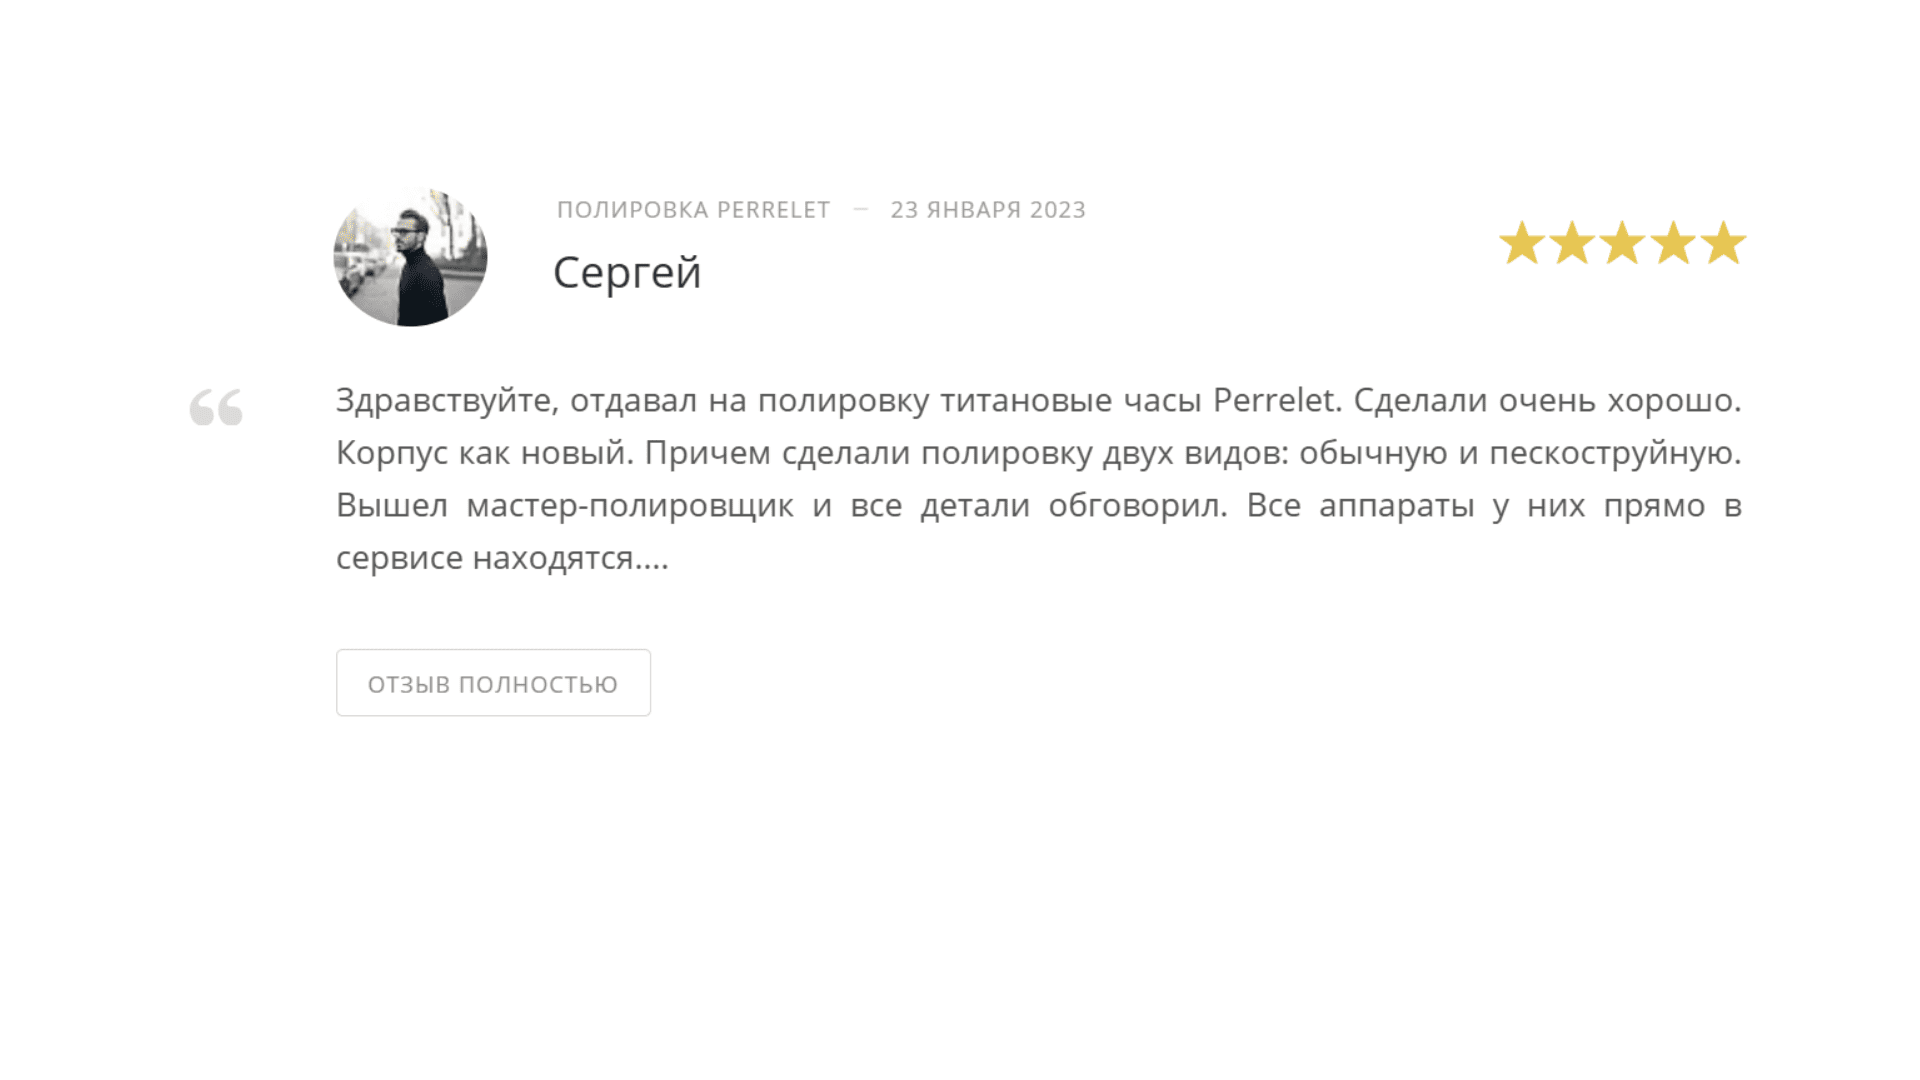 ПОЛИРОВКА PERRELET — 23 ЯНВАРЯ 2023
Сергей
Здравствуйте, отдавал на полировку титановые часы Perrelet. Сделали очень хорошо.
Корпус как новый. Причем сделали полировку двух видов: обычную и пескоструйную.
Вышел мастер-полировщик и все детали обговорил. Все аппараты у них прямо в
сервисе находятся....
ОТЗЫВ ПОЛНОСТЬЮ